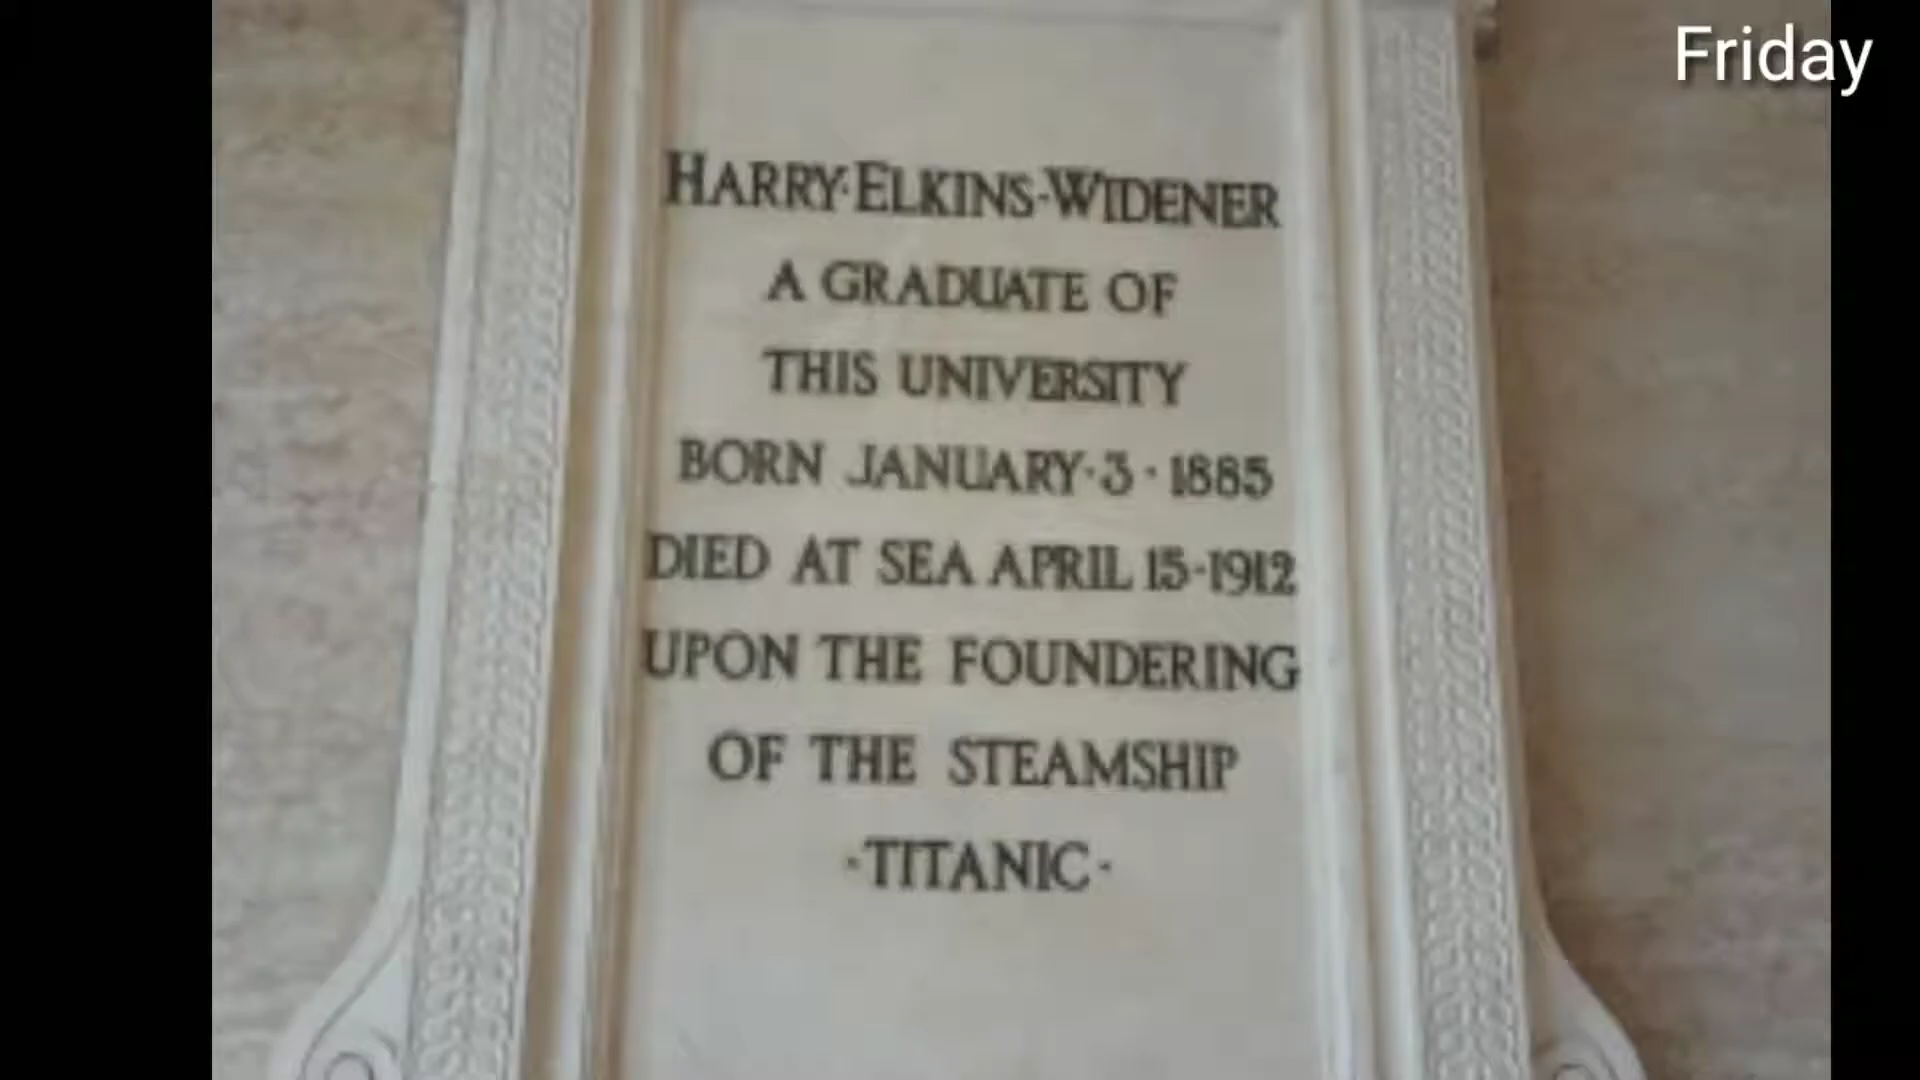 Friday
HARRY·ELKINS·WIDENER
A GRADUATE OF
THIS UNIVERSITY
BORN JANUARY·3·1885
DIED AT SEA APRIL 15·1912
UPON THE FOUNDERING
OF THE STEAMSHIP
·TITANIC·